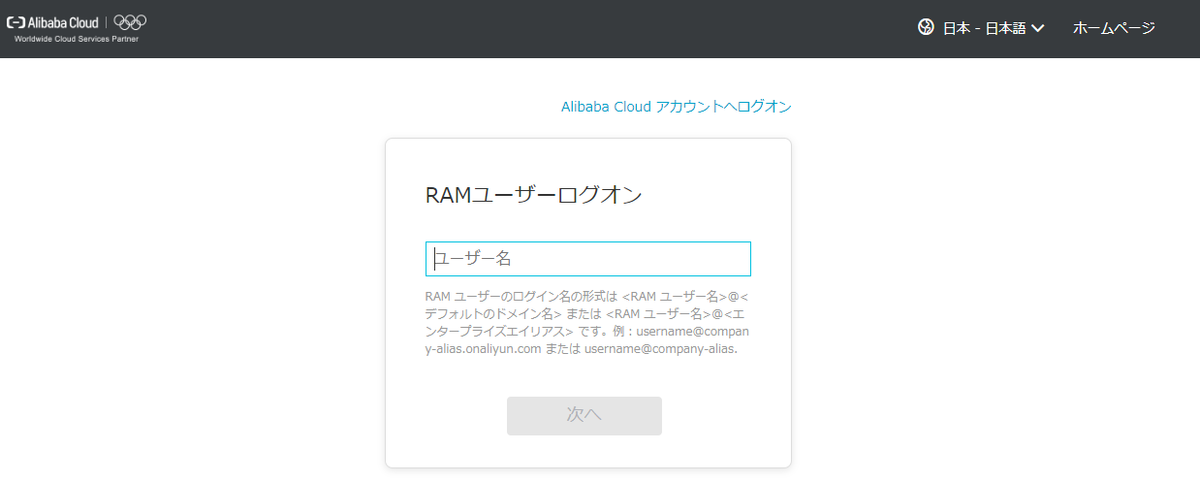 Alibaba Cloud
Worldwide Cloud Services Partner
日本 - 日本語
ホームページ
Alibaba Cloud アカウントへログオン
RAMユーザーログオン
ユーザー名
RAM ユーザーのログイン名の形式は <RAM ユーザー名>@<
デフォルトのドメイン名> または <RAM ユーザー名>@<エ
ンタープライズエイリアス> です。例：username@compan
y-alias.onaliyun.com または username@company-alias.
次へ